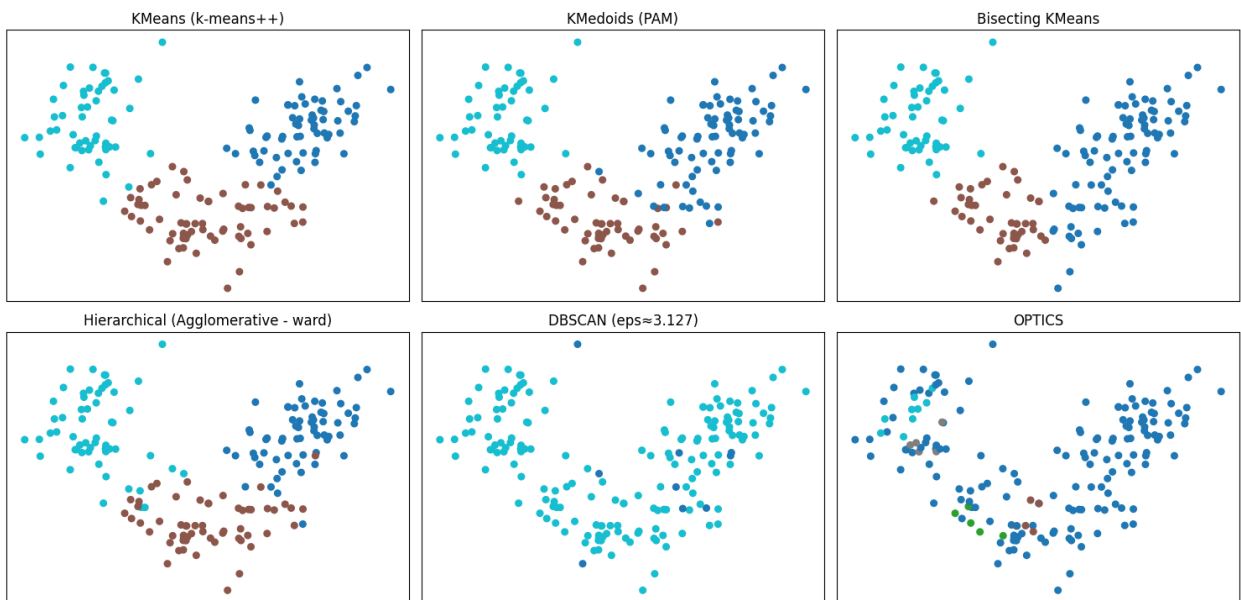 KMeans (k-means++)
KMedoids (PAM)
Bisecting KMeans
Hierarchical (Agglomerative - ward)
DBSCAN (eps≈3.127)
OPTICS